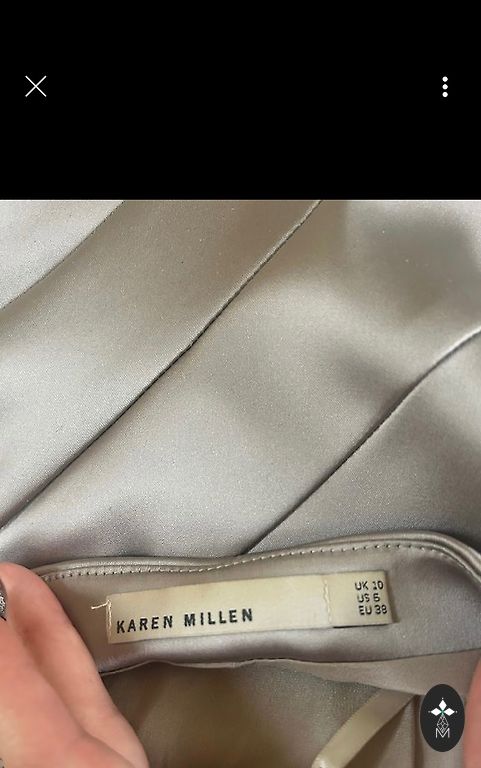 KAREN MILLEN
UK 10
US 6
EU 38
M